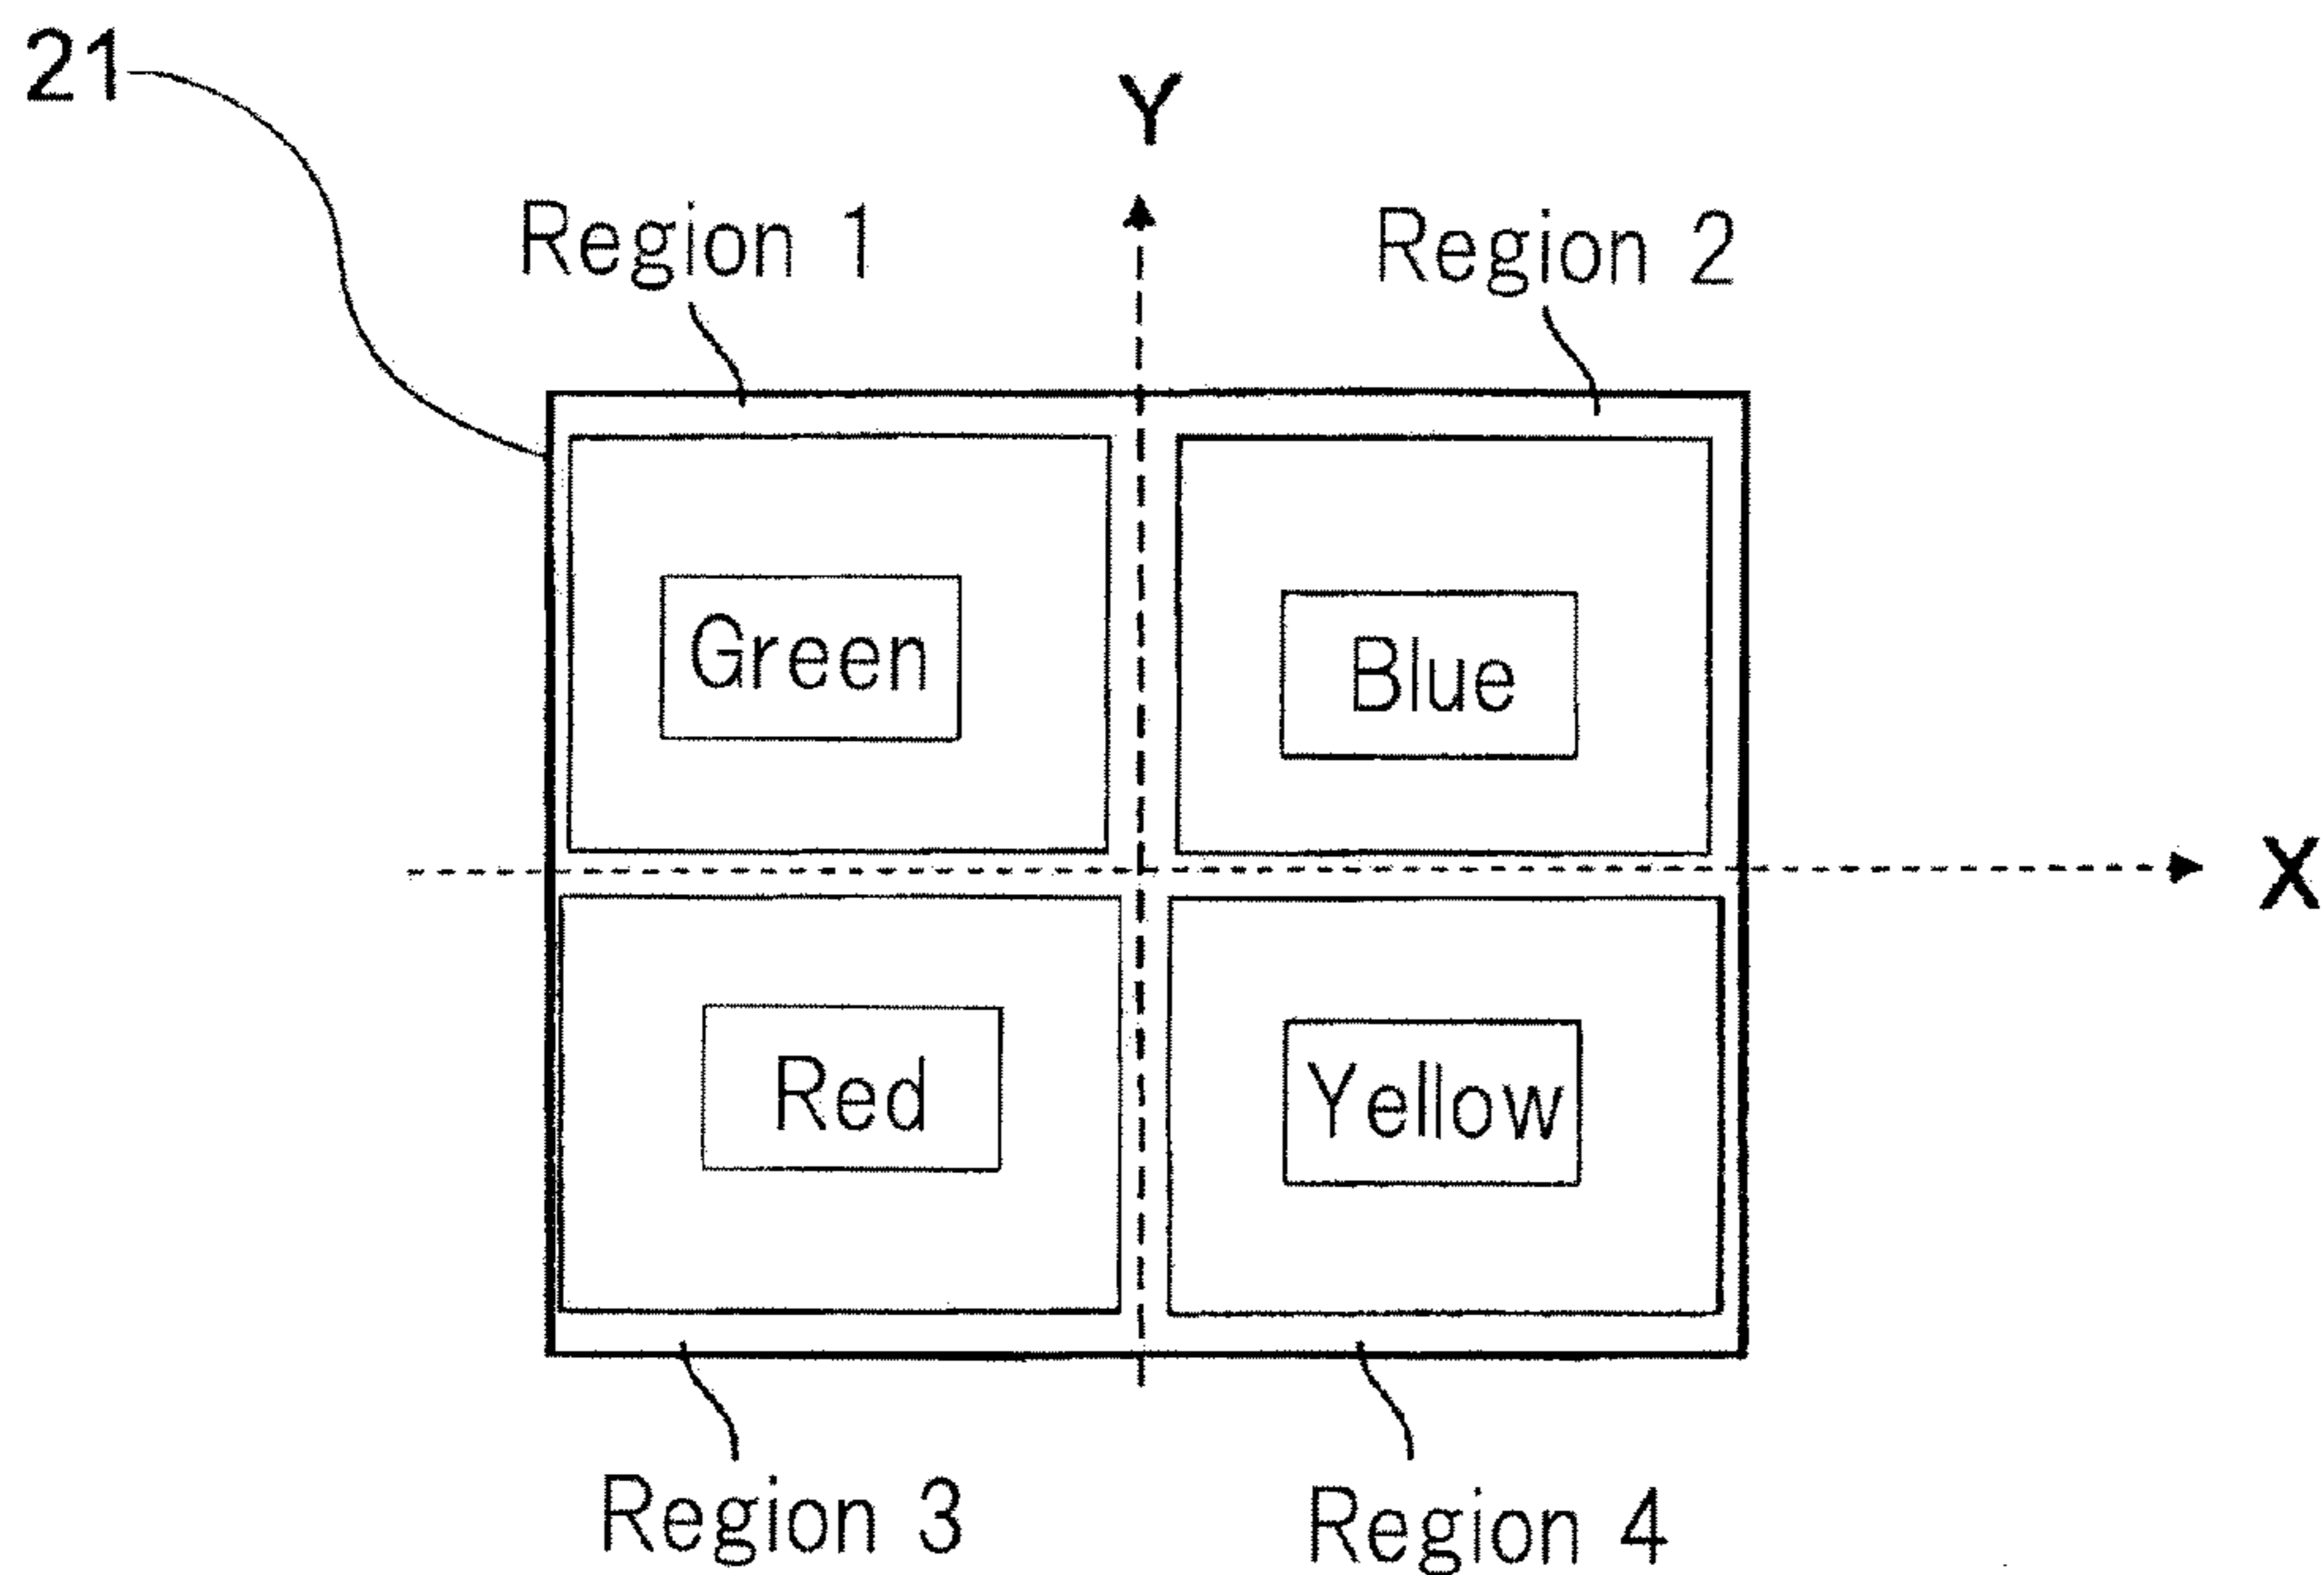 21
Y
Region 1
Region 2
Green
Blue
X
Red
Yellow
Region 3
Region 4